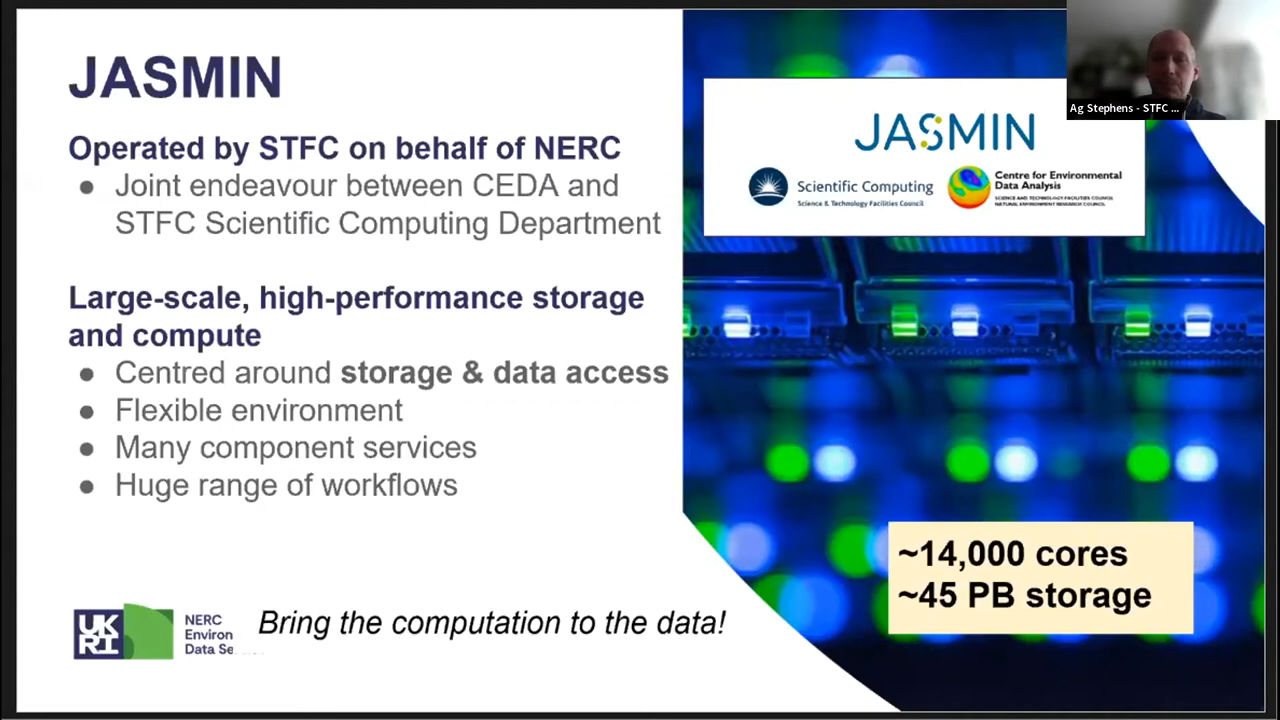 JASMIN
Operated by STFC on behalf of NERC
● Joint endeavour between CEDA and
STFC Scientific Computing Department
Large-scale, high-performance storage
and compute
● Centred around storage & data access
● Flexible environment
● Many component services
● Huge range of workflows
Bring the computation to the data!
UK
RI
NERC
Environ
Data Se
JASMIN
Scientific Computing
Science & Technology Facilities Council
Centre for Environmental
Data Analysis
SCIENCE AND TECHNOLOGY FACILITIES COUNCIL
NATURAL ENVIRONMENT RESEARCH COUNCIL
~14,000 cores
~45 PB storage
Ag Stephens - STFC ...